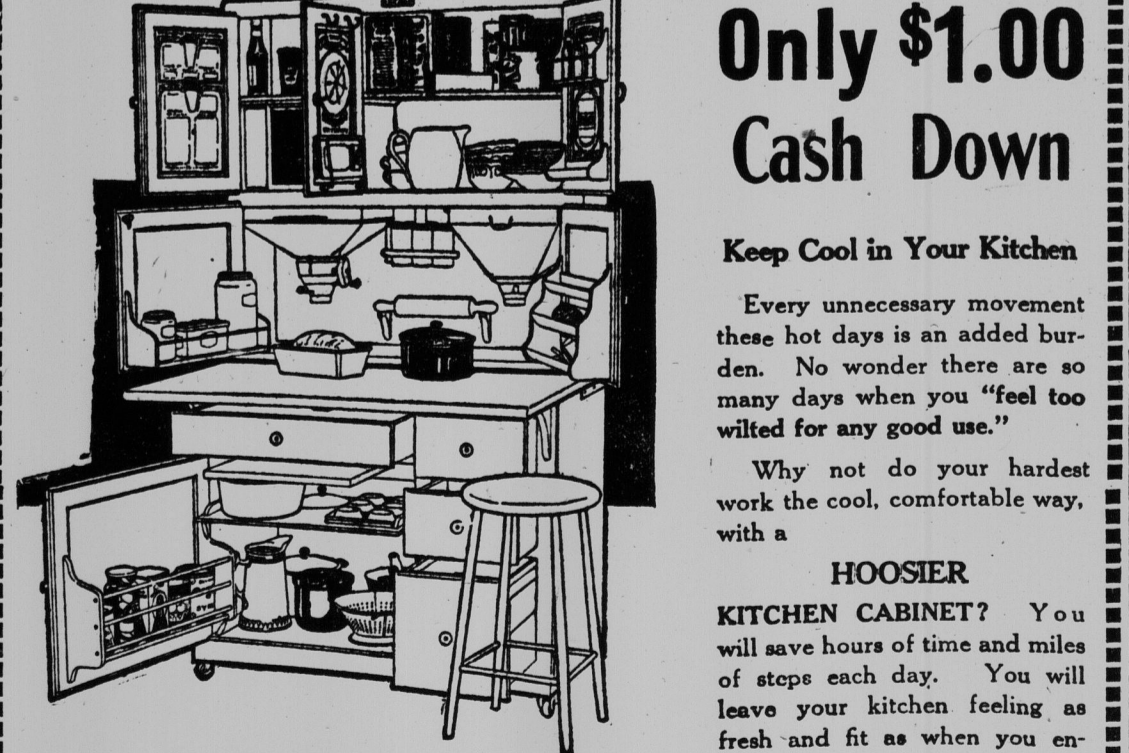 Only $1.00
Cash Down
Keep Cool in Your Kitchen
Every unnecessary movement
these hot days is an added bur-
den. No wonder there are so
many days when you "feel too
wilted for any good use."
Why not do your hardest
work the cool, comfortable way,
with a
HOOSIER
KITCHEN CABINET? You
will save hours of time and miles
of steps each day. You will
leave your kitchen feeling as
fresh and fit as when you en-